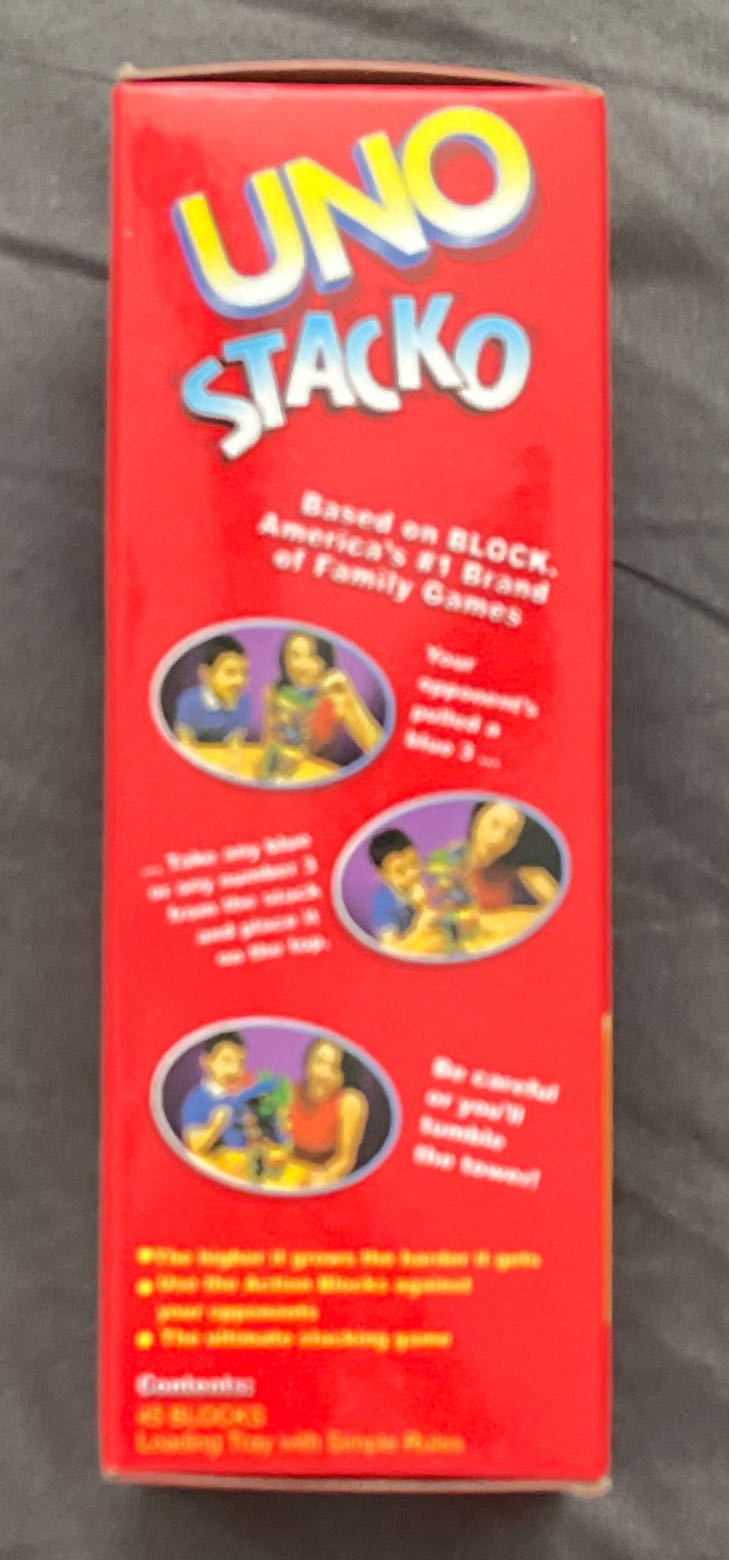 UNO
STACKO
Based on BLOCK.
America's #1 Brand
of Family Games
Your
opponent's
pulled a
blue 3 ...
... Take any blue
or any number 3
from the stack
and place it
on the top.
Be careful
or you'll
tumble
the tower!
The higher it grows the harder it gets
Use the Action Blocks against
your opponents
The ultimate stacking game
Contents:
45 BLOCKS
Loading Tray with Simple Rules